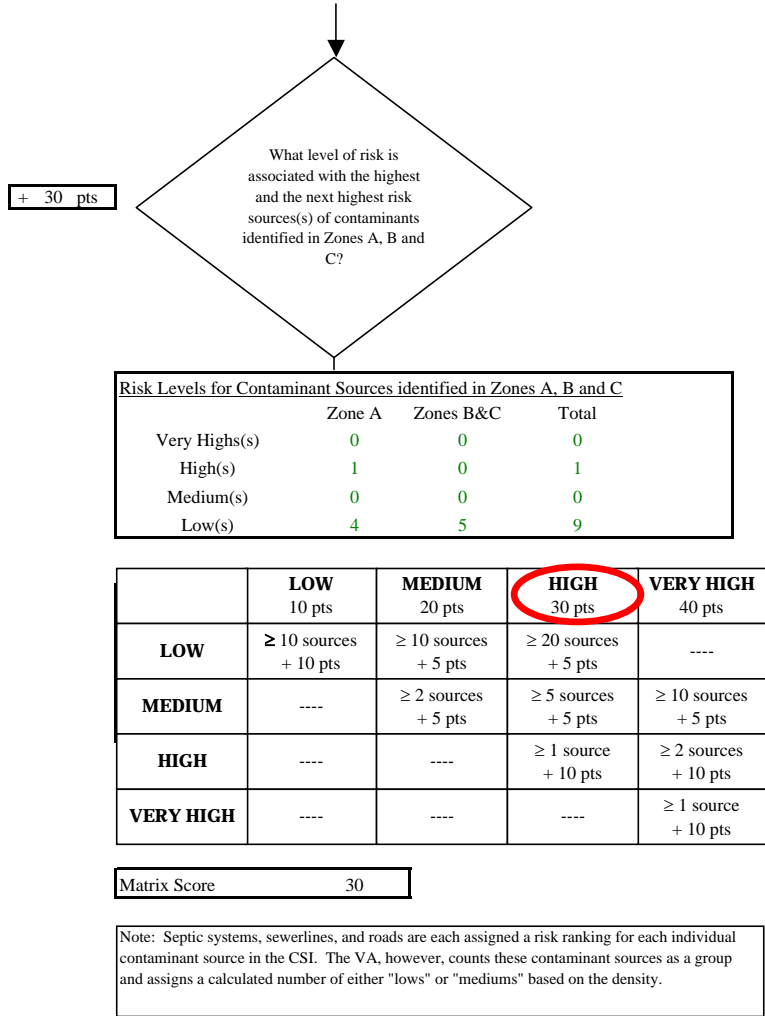 What level of risk is
associated with the highest
and the next highest risk
sources(s) of contaminants
identified in Zones A, B and
C?
+ 30 pts
Risk Levels for Contaminant Sources identified in Zones A, B and C
Zone A Zones B&C Total
Very Highs(s) 0 0 0
High(s) 1 0 1
Medium(s) 0 0 0
Low(s) 4 5 9
LOW MEDIUM HIGH VERY HIGH
10 pts 20 pts 30 pts 40 pts
LOW ≥ 10 sources ≥ 10 sources ≥ 20 sources ----
+ 10 pts + 5 pts + 5 pts
MEDIUM ---- ≥ 2 sources ≥ 5 sources ≥ 10 sources
+ 5 pts + 5 pts + 5 pts
HIGH ---- ---- ≥ 1 source ≥ 2 sources
+ 10 pts + 10 pts
VERY HIGH ---- ---- ---- ≥ 1 source
+ 10 pts
Matrix Score 30
Note: Septic systems, sewerlines, and roads are each assigned a risk ranking for each individual
contaminant source in the CSI. The VA, however, counts these contaminant sources as a group
and assigns a calculated number of either "lows" or "mediums" based on the density.